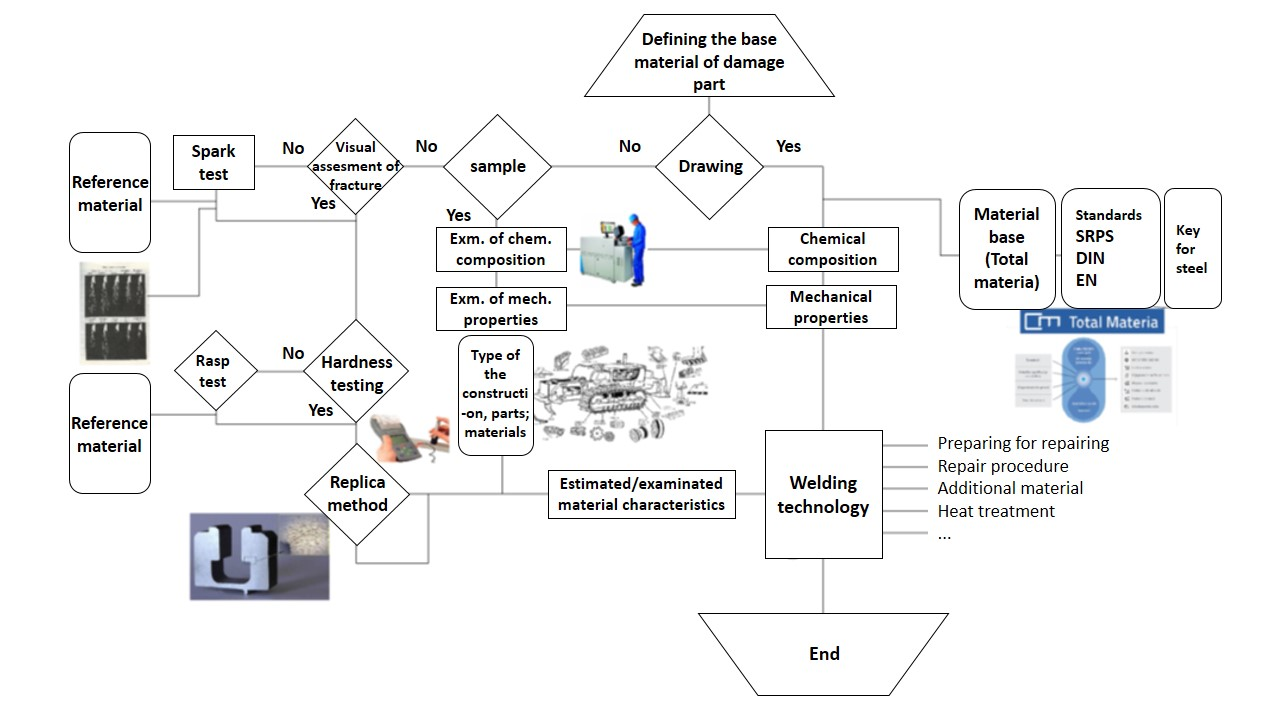 Defining the base
material of damage
part
Drawing
Yes
No
sample
No
Visual
assesment of
fracture
No
Spark
test
Reference
material
Yes
Yes
Exm. of chem.
composition
Chemical
composition
Exm. of mech.
properties
Mechanical
properties
Material
base
(Total
materia)
Standards
SRPS
DIN
EN
Key
for
steel
Total Materia
Type of
the
constructi
-on, parts;
materials
Hardness
testing
No
Rasp
test
Yes
Reference
material
Replica
method
Estimated/examinated
material characteristics
Welding
technology
Preparing for repairing
Repair procedure
Additional material
Heat treatment
...
End